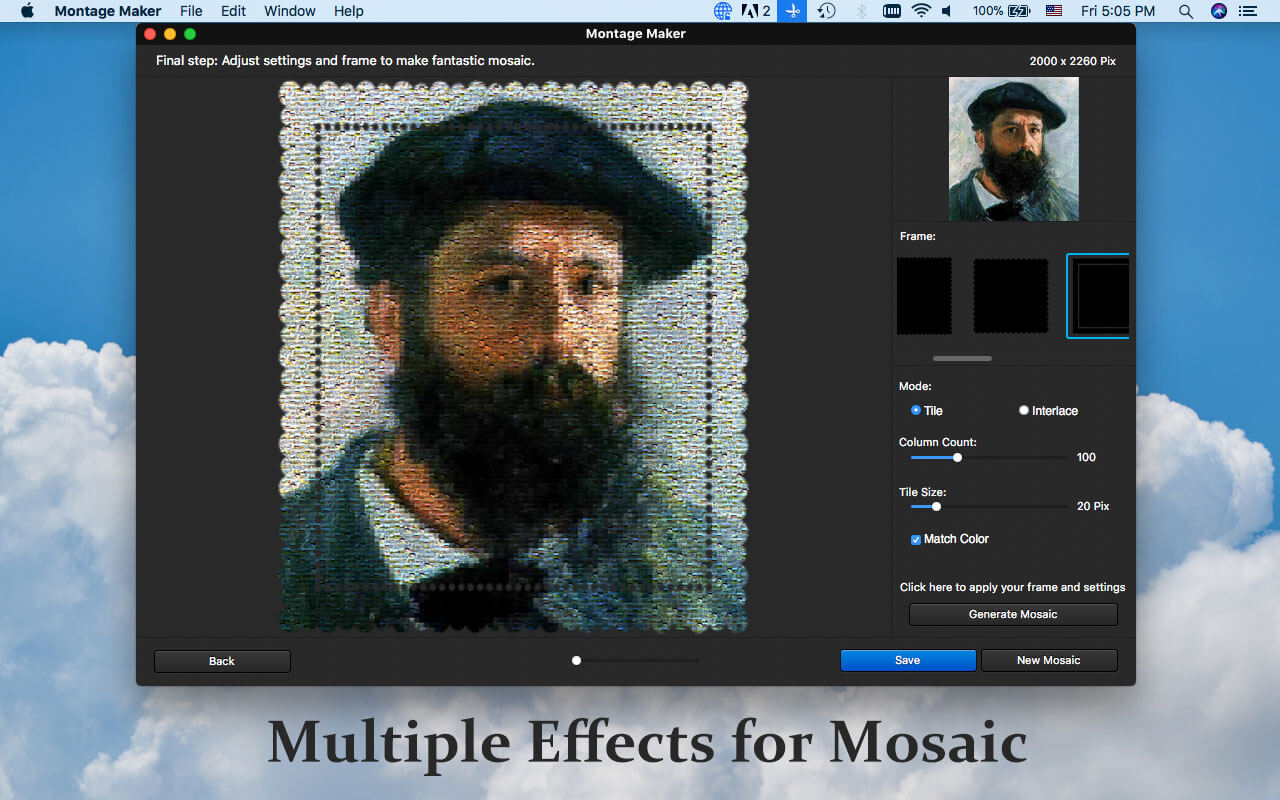 Montage Maker File Edit Window Help 2 100% Fri 5:05 PM
Montage Maker
Final step: Adjust settings and frame to make fantastic mosaic. 2000 x 2260 Pix
Frame:
Mode:
Tile Interlace
Column Count:
100
Tile Size:
20 Pix
Match Color
Click here to apply your frame and settings
Generate Mosaic
Back Save New Mosaic
Multiple Effects for Mosaic